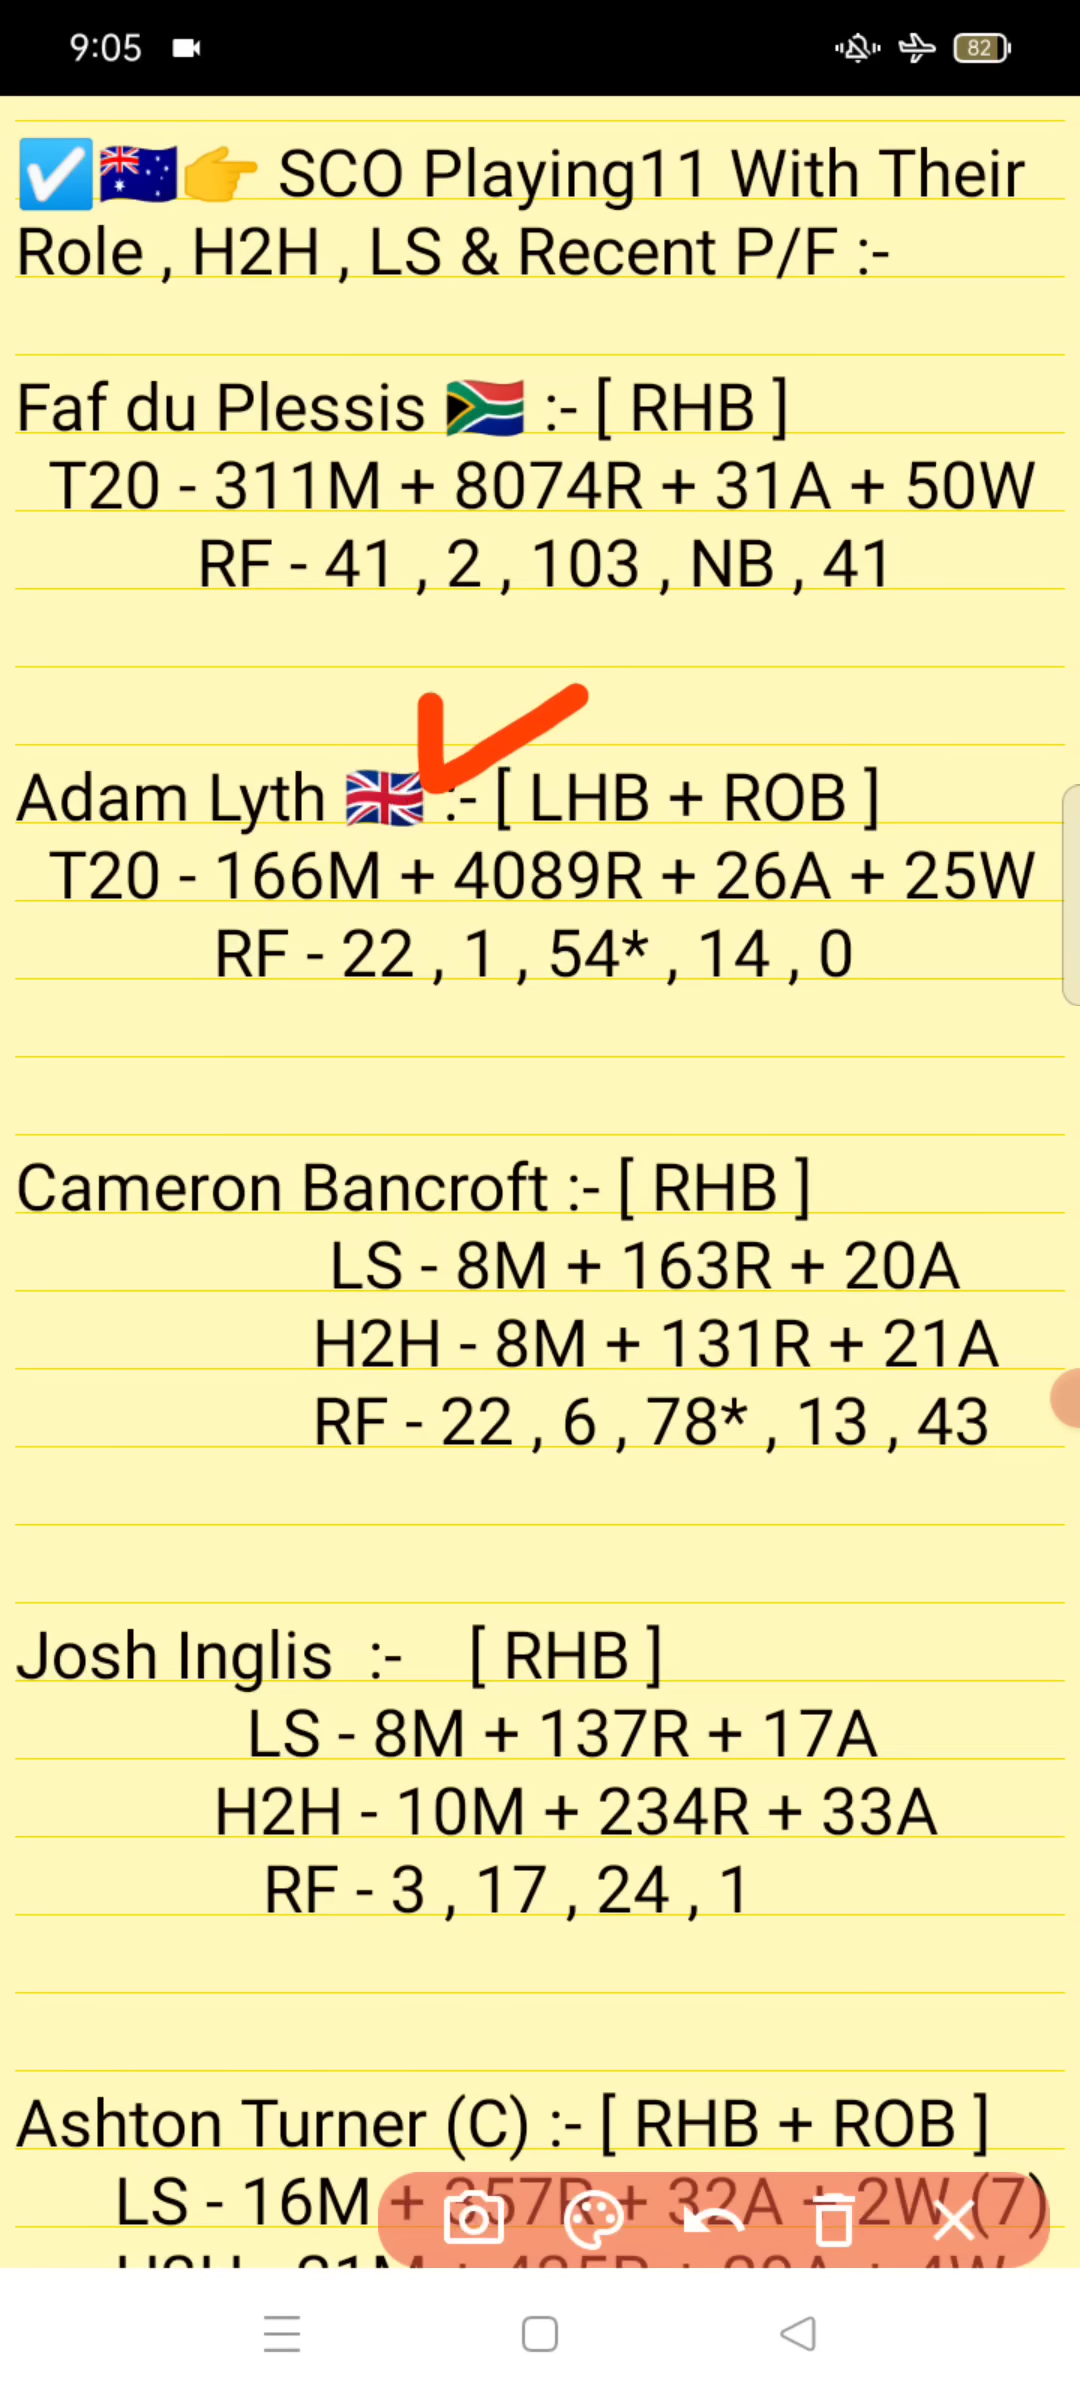 9:05
82
SCO Playing11 With Their
Role , H2H , LS & Recent P/F :-
Faf du Plessis :- [ RHB ]
T20 - 311M + 8074R + 31A + 50W
RF - 41 , 2 , 103 , NB , 41
Adam Lyth :- [ LHB + ROB ]
T20 - 166M + 4089R + 26A + 25W
RF - 22 , 1 , 54* , 14 , 0
Cameron Bancroft :- [ RHB ]
LS - 8M + 163R + 20A
H2H - 8M + 131R + 21A
RF - 22 , 6 , 78* , 13 , 43
Josh Inglis :- [ RHB ]
LS - 8M + 137R + 17A
H2H - 10M + 234R + 33A
RF - 3 , 17 , 24 , 1
Ashton Turner (C) :- [ RHB + ROB ]
LS - 16M + 357R + 32A + 2W (7)